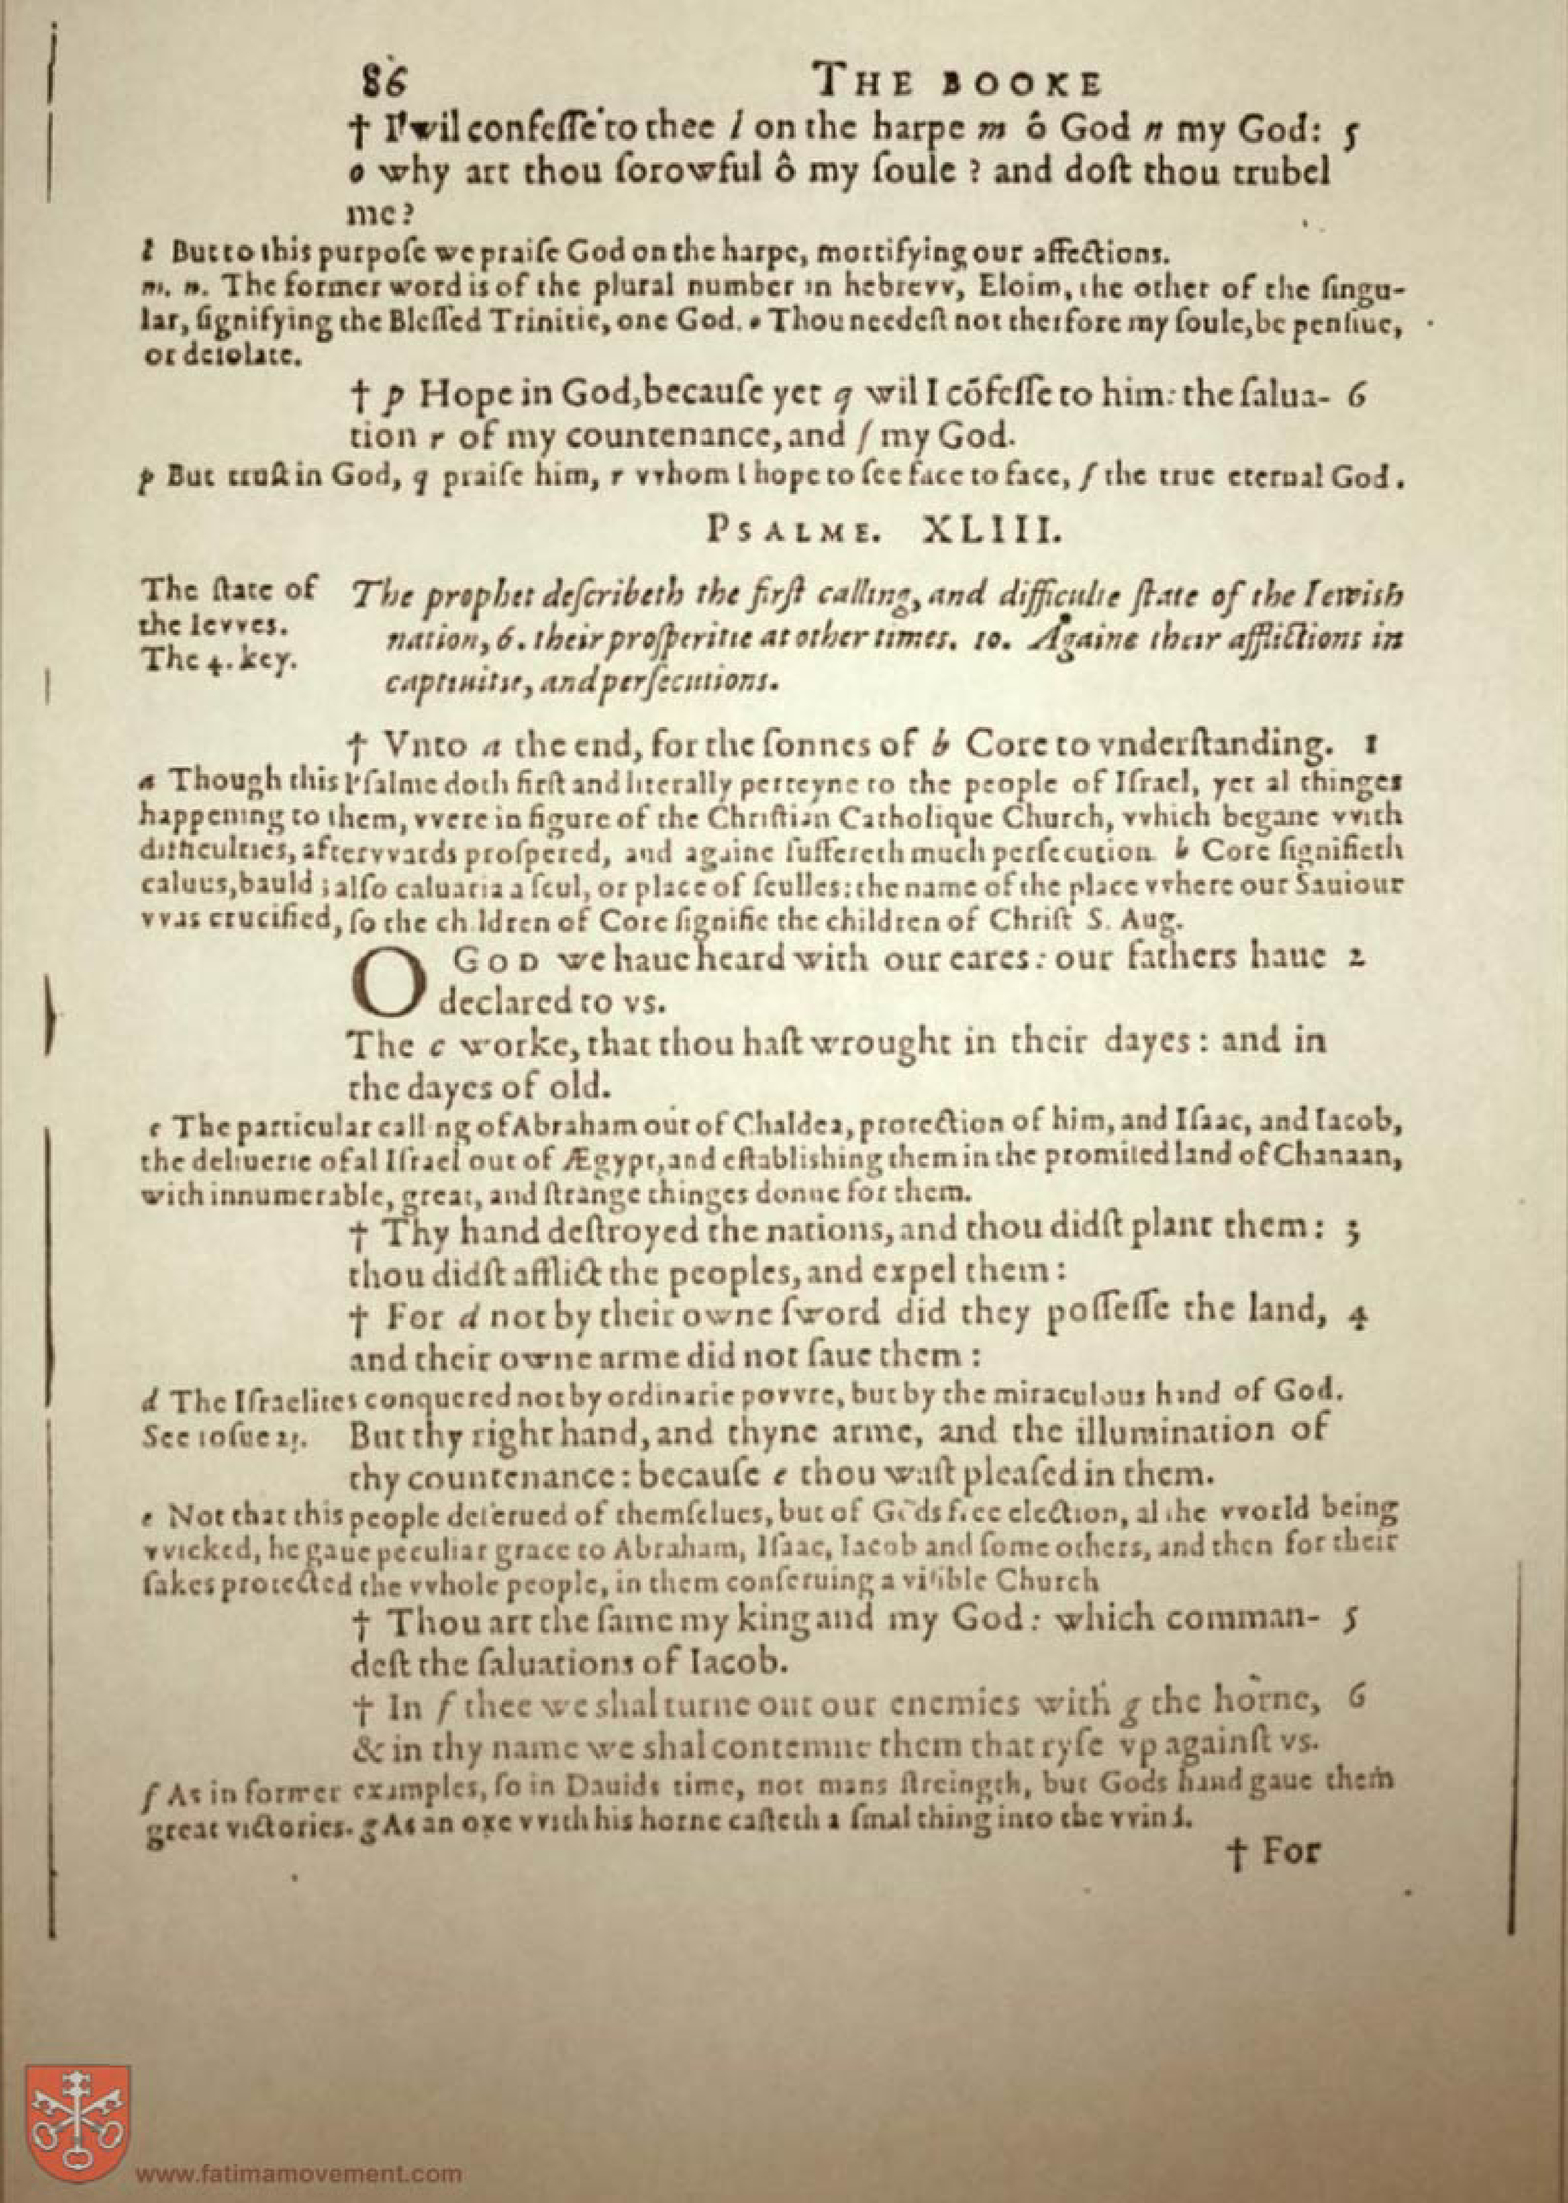 86 THE BOOKE
† I wil confesse to thee l on the harpe m ô God n my God: 5
o why art thou sorowful ô my soule ? and dost thou trubel
me?
l But to this purpose we praise God on the harpe, mortifying our affections.
m. n. The former word is of the plural number in hebrevv, Eloim, the other of the singu-
lar, signifying the Blessed Trinitie, one God. o Thou needest not therfore my soule, be pensiue,
or desolate.
† p Hope in God, because yet q wil I cōfesse to him: the salua- 6
tion r of my countenance, and ſ my God.
p But trust in God, q praise him, r vvhom I hope to see face to face, ſ the true eternal God.
PSALME. XLIII.
The state of
the Ievves.
The 4. key.
The prophet describeth the first calling, and difficulte state of the Iewish
nation, 6. their prosperitie at other times. 10. Againe their afflictions in
captiuitie, and persecutions.
† Vnto a the end, for the sonnes of b Core to vnderstanding. 1
a Though this Psalme doth first and literally perteyne to the people of Israel, yet al thinges
happening to them, vvere in figure of the Christian Catholique Church, vvhich begane vvith
difficulties, aftervvards prospered, and againe suffereth much persecution. b Core signifieth
caluus, bauld ; also caluaria a scul, or place of sculles: the name of the place vvhere our Sauiour
vvas crucified, so the children of Core signifie the children of Christ S. Aug.
O GOD we haue heard with our eares: our fathers haue 2
declared to vs.
The c worke, that thou hast wrought in their dayes : and in
the dayes of old.
c The particular calling of Abraham out of Chaldea, protection of him, and Isaac, and Iacob,
the deliuerie of al Israel out of Ægypt, and establishing them in the promised land of Chanaan,
with innumerable, great, and strange thinges donne for them.
† Thy hand destroyed the nations, and thou didst plant them: 3
thou didst afflict the peoples, and expel them:
† For d not by their owne sword did they possesse the land, 4
and their owne arme did not saue them :
d The Israelites conquered not by ordinarie povvre, but by the miraculous hand of God.
See Iosue
But thy right hand, and thyne arme, and the illumination of
thy countenance: because e thou wast pleased in them.
e Not that this people deserued of themselues, but of Gods free election, al the vvorld being
vvicked, he gaue peculiar grace to Abraham, Isaac, Iacob and some others, and then for their
sakes protected the vvhole people, in them conseruing a visible Church
† Thou art the same my king and my God: which comman- 5
dest the saluations of Iacob.
† In f thee we shal turne out our enemies with g the horne, 6
& in thy name we shal contemne them that ryse vp against vs.
f As in former examples, so in Dauids time, not mans streingth, but Gods hand gaue them
great victories. g As an oxe vvith his horne casteth a smal thing into the vvind.
† For
www.fatimamovement.com